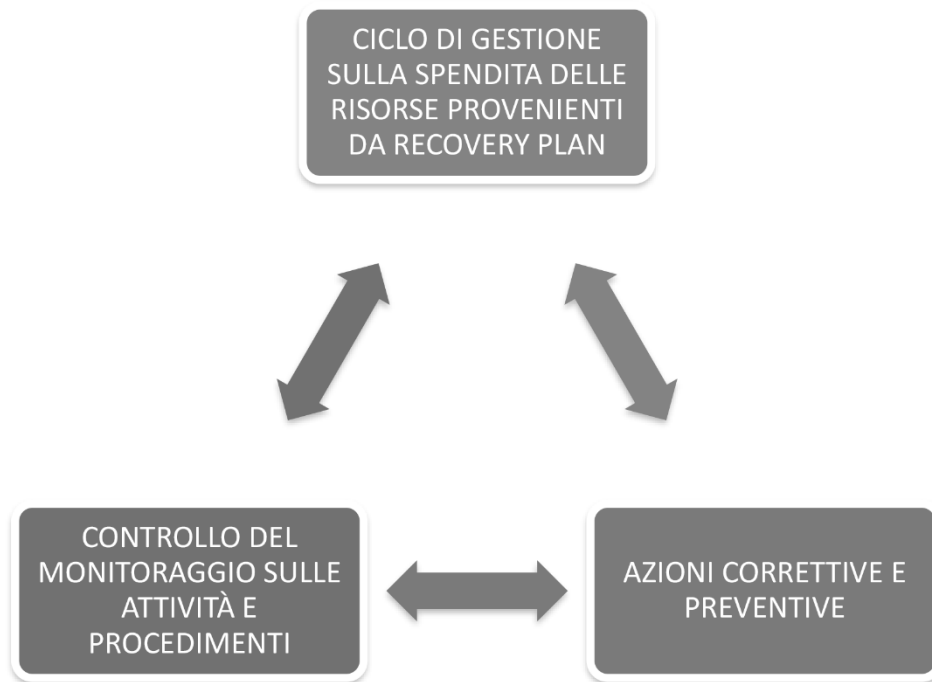 CICLO DI GESTIONE
SULLA SPENDITA DELLE
RISORSE PROVENIENTI
DA RECOVERY PLAN
CONTROLLO DEL
MONITORAGGIO SULLE
ATTIVITÀ E
PROCEDIMENTI
AZIONI CORRETTIVE E
PREVENTIVE